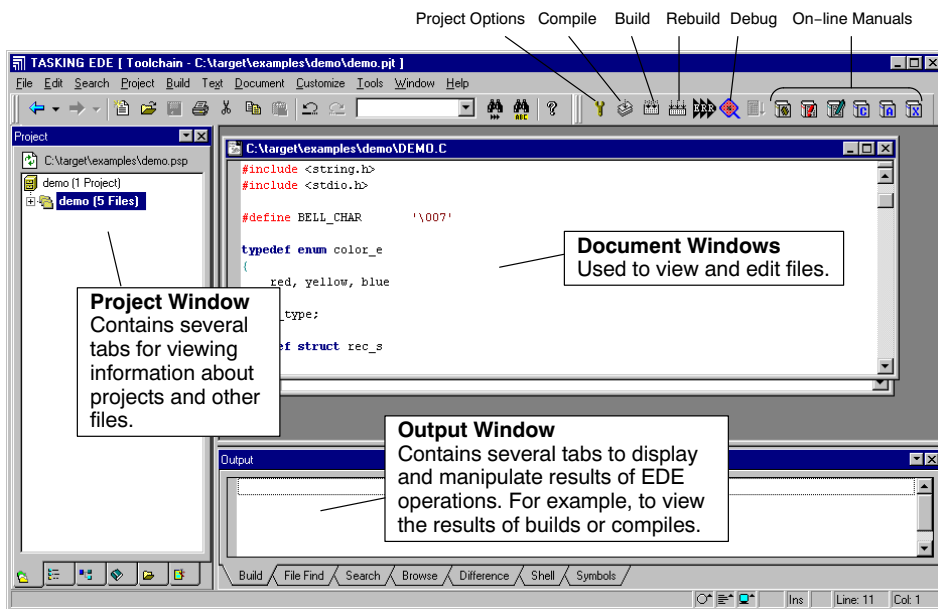 Project Options Compile Build Rebuild Debug On-line Manuals
TASKING EDE [ Toolchain - C:\target\examples\demo\demo.pjt ]
File Edit Search Project Build Text Document Customize Tools Window Help
Project
C:\target\examples\demo.psp
demo (1 Project)
demo (5 Files)
C:\target\examples\demo\DEMO.C
#include <string.h>
#include <stdio.h>
#define BELL_CHAR '\007'
typedef enum color_e
{
red, yellow, blue
_type;
ef struct rec_s
Document Windows
Used to view and edit files.
Project Window
Contains several
tabs for viewing
information about
projects and other
files.
Output Window
Contains several tabs to display
and manipulate results of EDE
operations. For example, to view
the results of builds or compiles.
Output
Build File Find Search Browse Difference Shell Symbols
Ins Line: 11 Col: 1